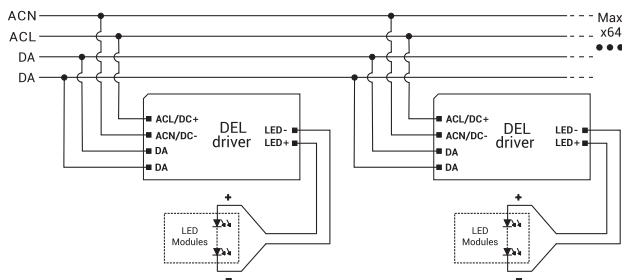 ACN
ACL
DA
DA
Max
x64
ACL/DC+
ACN/DC-
DA
DA
DEL
driver
LED-
LED+
ACL/DC+
ACN/DC-
DA
DA
DEL
driver
LED-
LED+
+
LED
Modules
-
+
LED
Modules
-